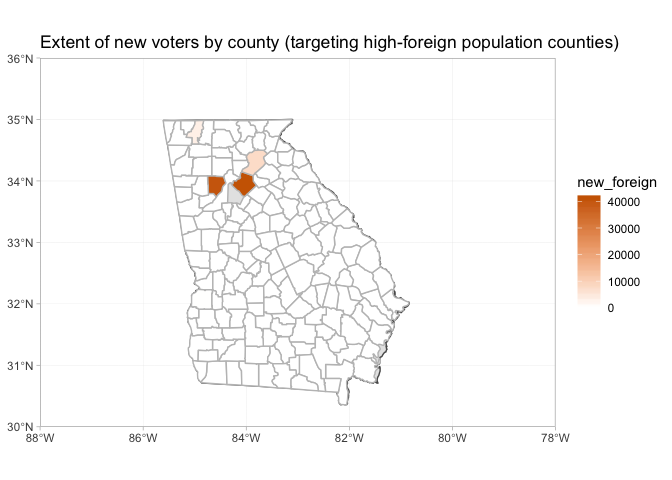 Extent of new voters by county (targeting high-foreign population counties)
36°N
35°N
34°N
33°N
32°N
31°N
30°N
88°W
86°W
84°W
82°W
80°W
78°W
new_foreign
40000
30000
20000
10000
0